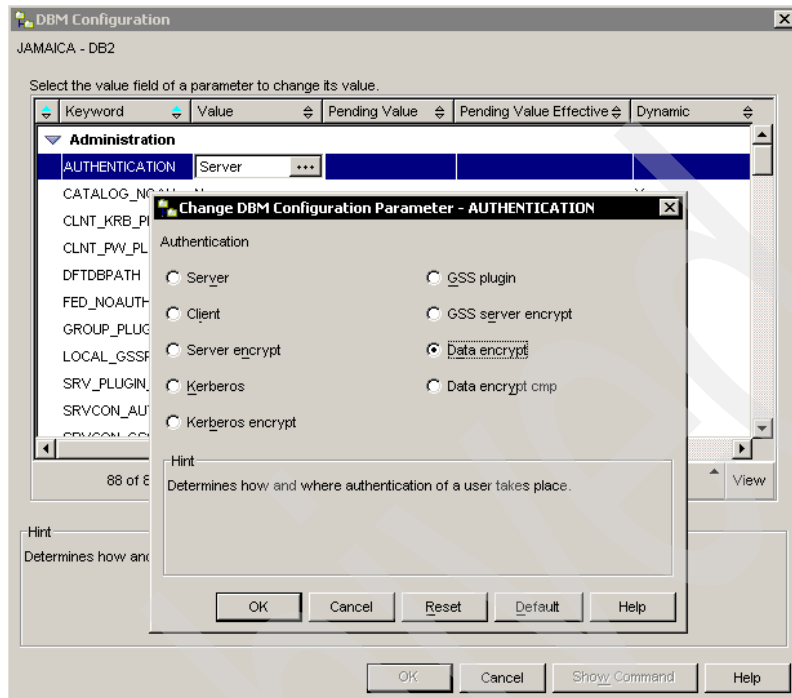 DBM Configuration
JAMAICA - DB2
Select the value field of a parameter to change its value.
Keyword Value Pending Value Pending Value Effective Dynamic
Administration
AUTHENTICATION Server ...
CATALOG_NOAU
CLNT_KRB_P
CLNT_PW_PL
DFTDBPATH
FED_NOAUTH
GROUP_PLUG
LOCAL_GSSP
SRV_PLUGIN_
SRVCON_AU
Change DBM Configuration Parameter - AUTHENTICATION
Authentication
Server GSS plugin
Client GSS server encrypt
Server encrypt Data encrypt
Kerberos Data encrypt cmp
Kerberos encrypt
Hint
Determines how and where authentication of a user takes place.
OK Cancel Reset Default Help
88 of 8 View
Hint
Determines how and
OK Cancel Show Command Help